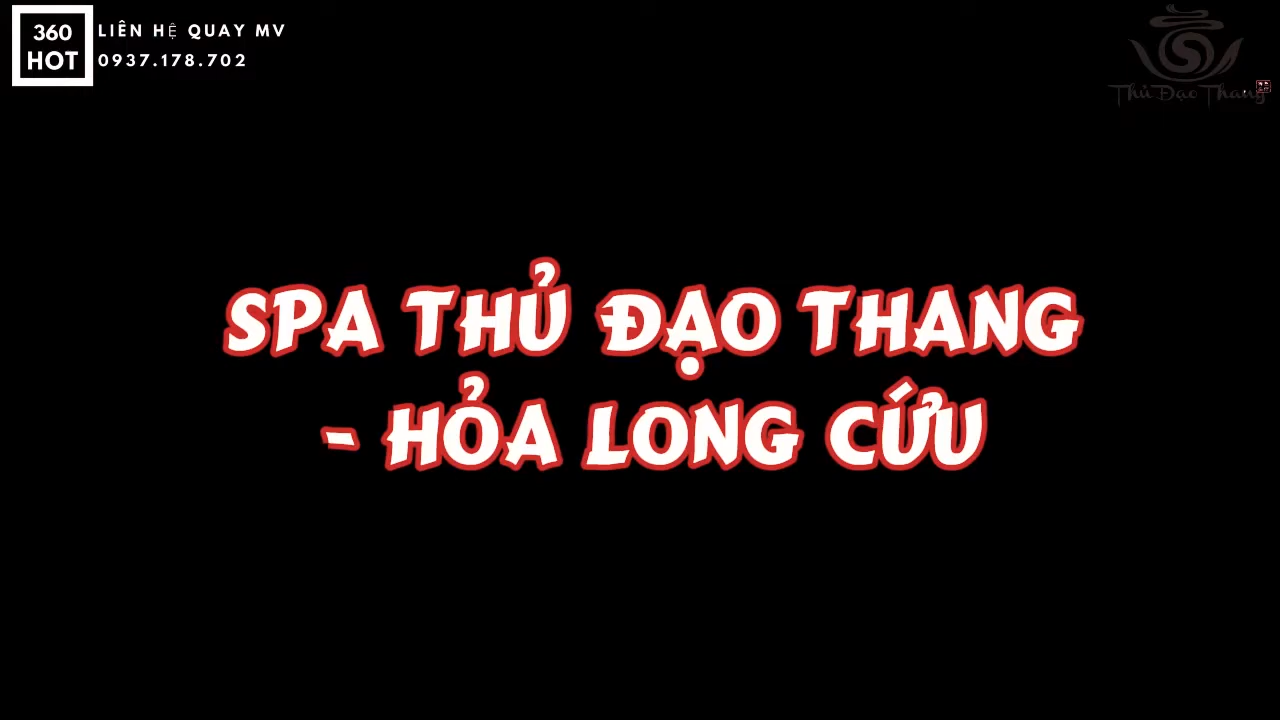 360
HOT
LIÊN HỆ QUAY MV
0937.178.702
Thủ Đạo Thang
SPA THỦ ĐẠO THANG
- HỎA LONG CỨU